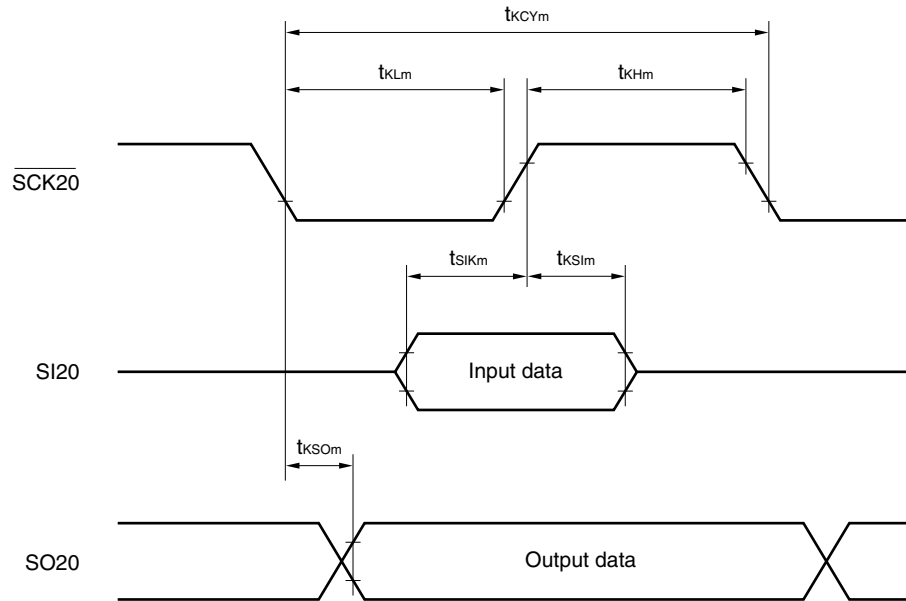 tKCYm
tKLm
tKHm
SCK20
tSIKm
tKSIm
SI20
Input data
tKSOm
SO20
Output data